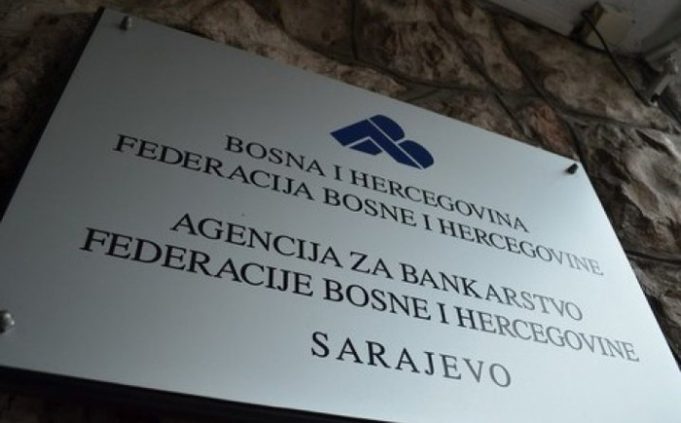 BOSNA I HERCEGOVINA
FEDERACIJA BOSNE I HERCEGOVINE
AGENCIJA ZA BANKARSTVO
FEDERACIJE BOSNE I HERCEGOVINE
SARAJEVO